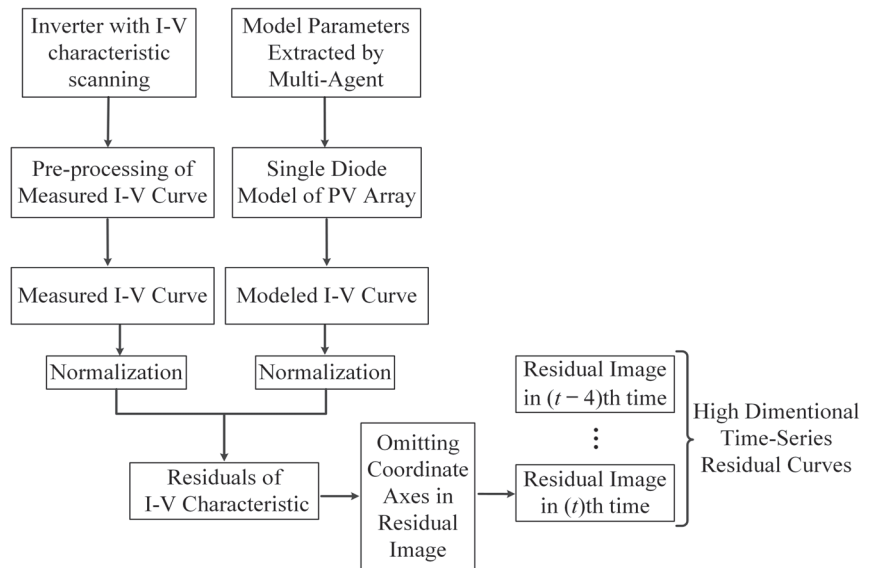 Inverter with I-V
characteristic
scanning
Model Parameters
Extracted by
Multi-Agent
Pre-processing of
Measured I-V Curve
Single Diode
Model of PV Array
Measured I-V Curve
Modeled I-V Curve
Normalization
Normalization
Residuals of
I-V Characteristic
Omitting
Coordinate
Axes in
Residual
Image
Residual Image
in (t − 4)th time
⋮
Residual Image
in (t)th time
High Dimentional
Time-Series
Residual Curves